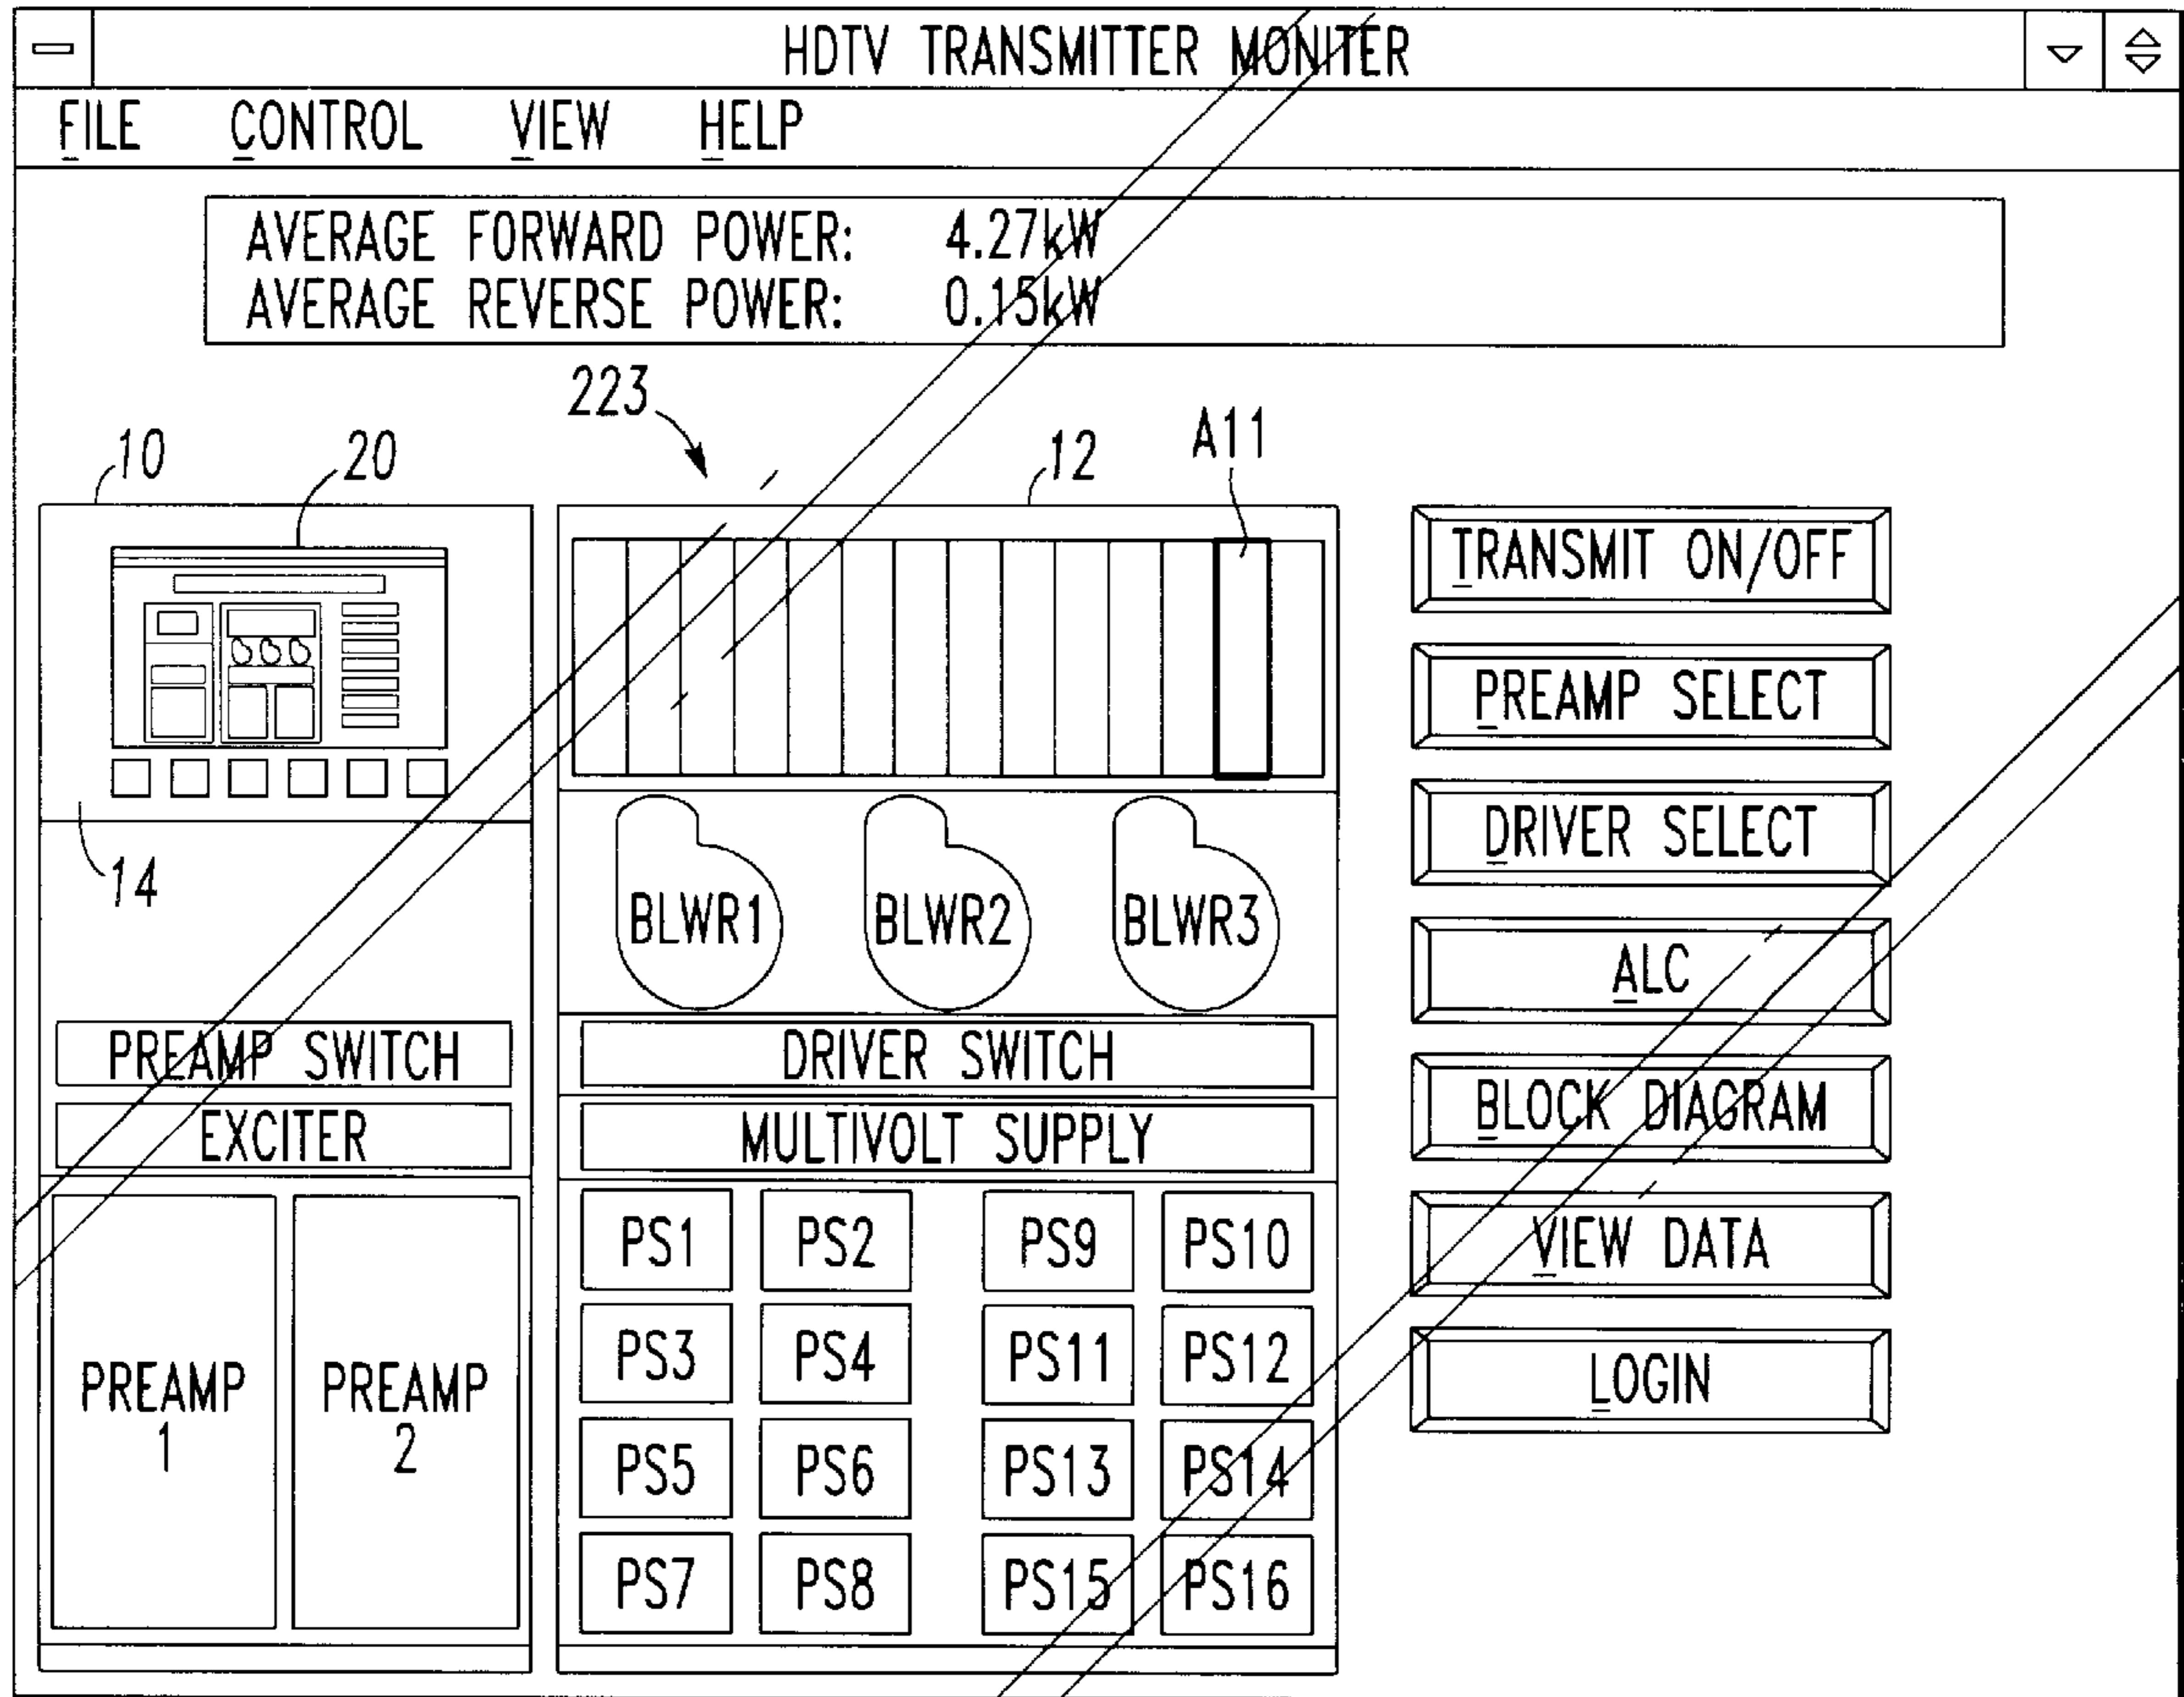 HDTV TRANSMITTER MONITER
FILE CONTROL VIEW HELP
AVERAGE FORWARD POWER: 4.27kW
AVERAGE REVERSE POWER: 0.15kW
223
10
20
12
A11
14
BLWR1 BLWR2 BLWR3
PREAMP SWITCH
EXCITER
PREAMP
1
PREAMP
2
DRIVER SWITCH
MULTIVOLT SUPPLY
PS1 PS2 PS9 PS10
PS3 PS4 PS11 PS12
PS5 PS6 PS13 PS14
PS7 PS8 PS15 PS16
TRANSMIT ON/OFF
PREAMP SELECT
DRIVER SELECT
ALC
BLOCK DIAGRAM
VIEW DATA
LOGIN